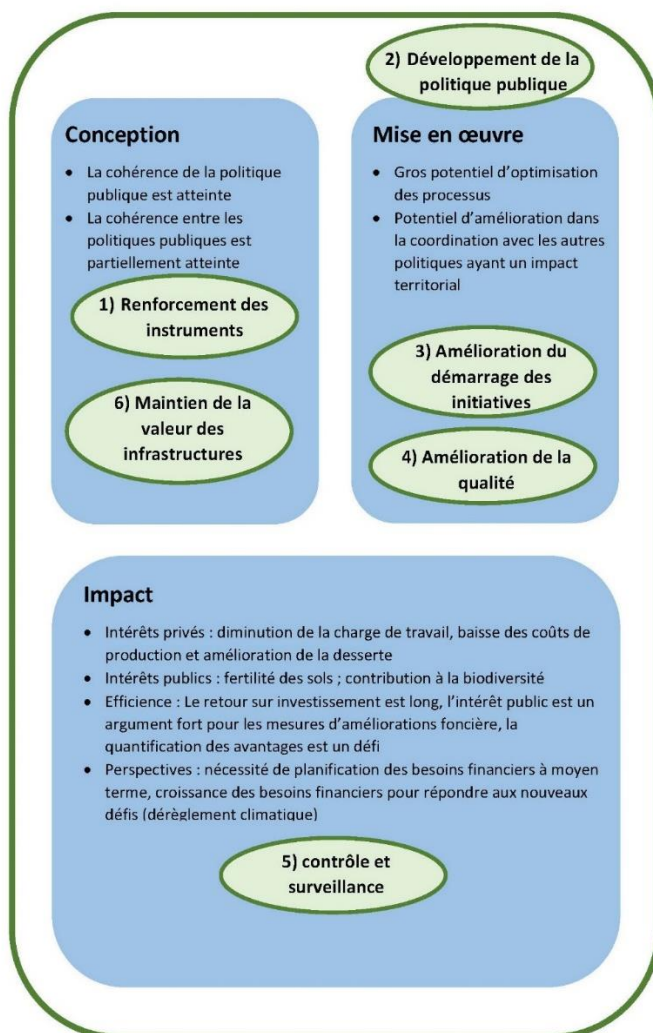 2) Développement de la
politique publique
Conception
• La cohérence de la politique
publique est atteinte
• La cohérence entre les
politiques publiques est
partiellement atteinte
1) Renforcement des
instruments
6) Maintien de la
valeur des
infrastructures
Mise en œuvre
• Gros potentiel d’optimisation
des processus
• Potentiel d’amélioration dans
la coordination avec les autres
politiques ayant un impact
territorial
3) Amélioration du
démarrage des
initiatives
4) Amélioration de la
qualité
Impact
• Intérêts privés : diminution de la charge de travail, baisse des coûts de
production et amélioration de la desserte
• Intérêts publics : fertilité des sols ; contribution à la biodiversité
• Efficience : Le retour sur investissement est long, l’intérêt public est un
argument fort pour les mesures d’améliorations foncière, la
quantification des avantages est un défi
• Perspectives : nécessité de planification des besoins financiers à moyen
terme, croissance des besoins financiers pour répondre aux nouveaux
défis (dérèglement climatique)
5) contrôle et
surveillance